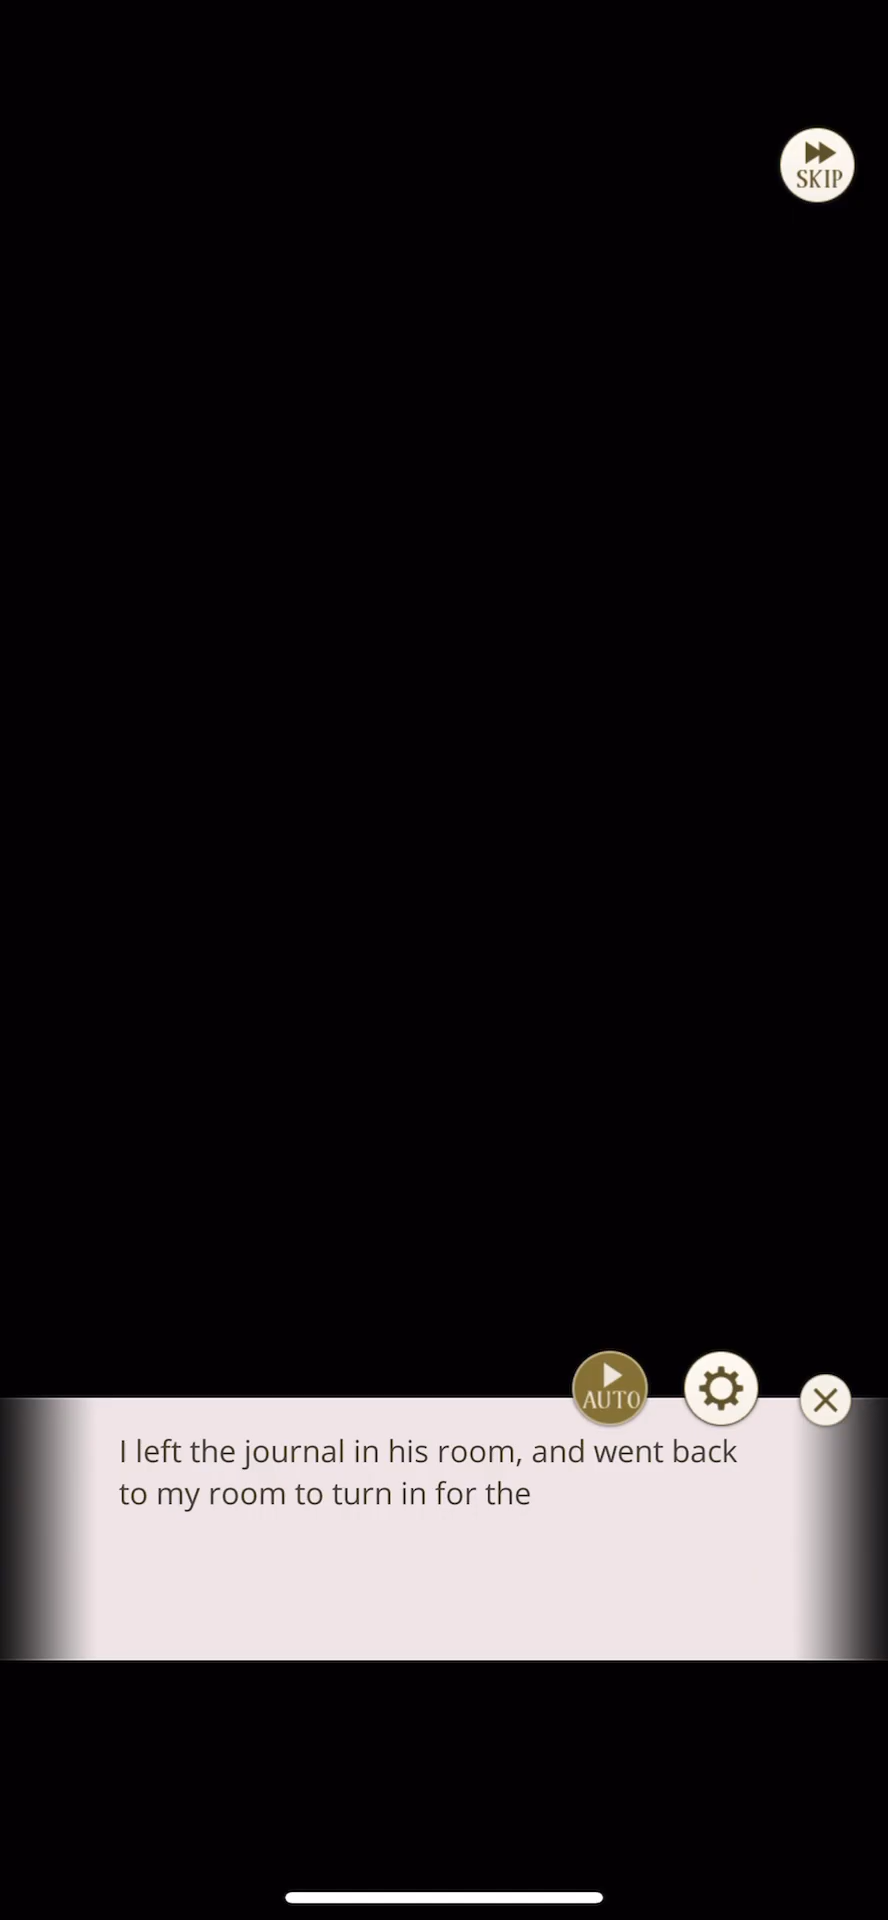 SKIP
AUTO
I left the journal in his room, and went back
to my room to turn in for the